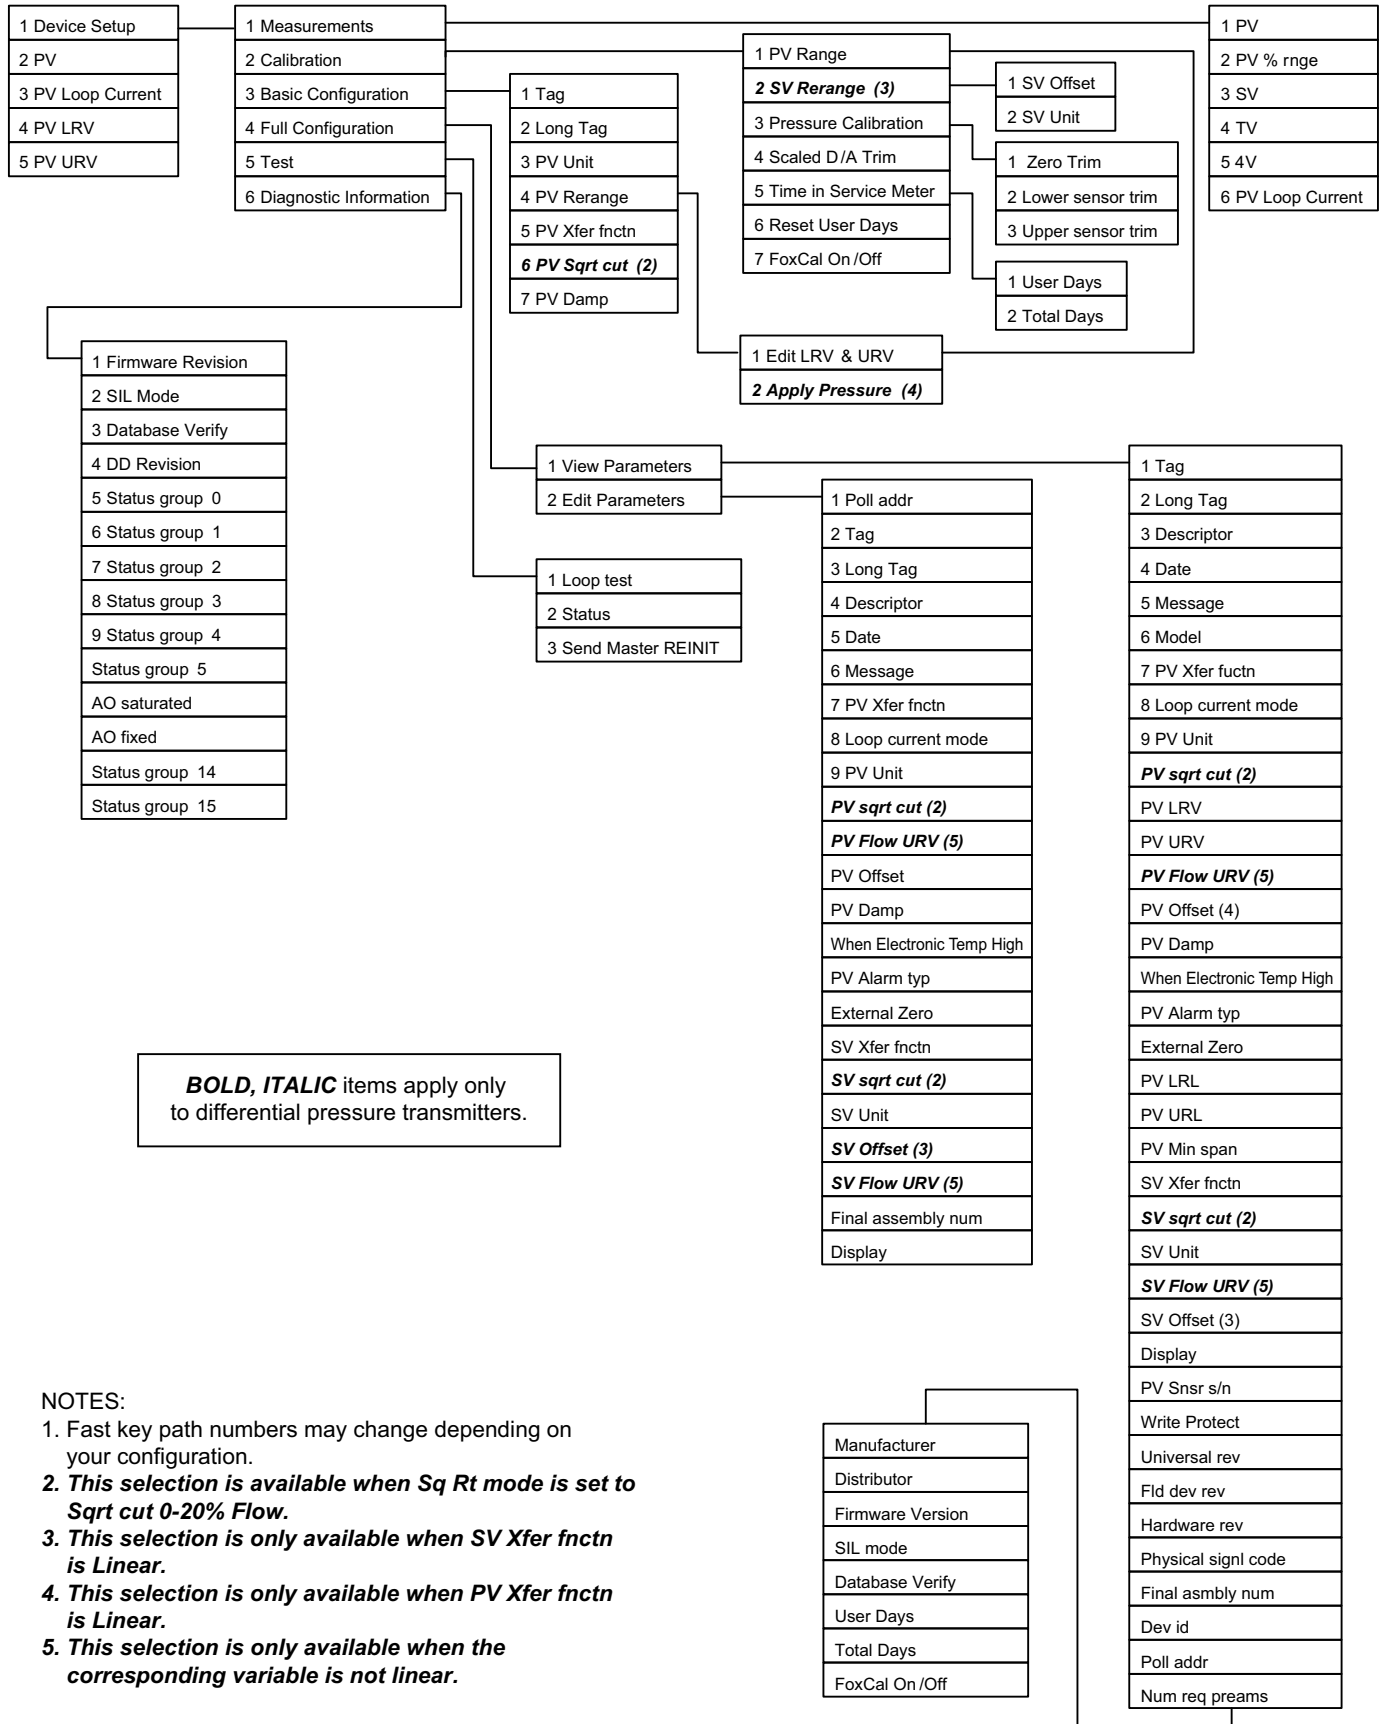 1 Device Setup
2 PV
3 PV Loop Current
4 PV LRV
5 PV URV
1 Measurements
2 Calibration
3 Basic Configuration
4 Full Configuration
5 Test
6 Diagnostic Information
1 Tag
2 Long Tag
3 PV Unit
4 PV Rerange
5 PV Xfer fnctn
6 PV Sqrt cut (2)
7 PV Damp
1 PV Range
2 SV Rerange (3)
3 Pressure Calibration
4 Scaled D/A Trim
5 Time in Service Meter
6 Reset User Days
7 FoxCal On/Off
1 SV Offset
2 SV Unit
1 Zero Trim
2 Lower sensor trim
3 Upper sensor trim
1 User Days
2 Total Days
1 PV
2 PV % rnge
3 SV
4 TV
5 4V
6 PV Loop Current
1 Edit LRV & URV
2 Apply Pressure (4)
1 Firmware Revision
2 SIL Mode
3 Database Verify
4 DD Revision
5 Status group 0
6 Status group 1
7 Status group 2
8 Status group 3
9 Status group 4
Status group 5
AO saturated
AO fixed
Status group 14
Status group 15
1 View Parameters
2 Edit Parameters
1 Loop test
2 Status
3 Send Master REINIT
1 Poll addr
2 Tag
3 Long Tag
4 Descriptor
5 Date
6 Message
7 PV Xfer fnctn
8 Loop current mode
9 PV Unit
PV sqrt cut (2)
PV Flow URV (5)
PV Offset
PV Damp
When Electronic Temp High
PV Alarm typ
External Zero
SV Xfer fnctn
SV sqrt cut (2)
SV Unit
SV Offset (3)
SV Flow URV (5)
Final assembly num
Display
1 Tag
2 Long Tag
3 Descriptor
4 Date
5 Message
6 Model
7 PV Xfer fuctn
8 Loop current mode
9 PV Unit
PV sqrt cut (2)
PV LRV
PV URV
PV Flow URV (5)
PV Offset (4)
PV Damp
When Electronic Temp High
PV Alarm typ
External Zero
PV LRL
PV URL
PV Min span
SV Xfer fnctn
SV sqrt cut (2)
SV Unit
SV Flow URV (5)
SV Offset (3)
Display
PV Snsr s/n
Write Protect
Universal rev
Fld dev rev
Hardware rev
Physical signl code
Final asmbly num
Dev id
Poll addr
Num req preams
Manufacturer
Distributor
Firmware Version
SIL mode
Database Verify
User Days
Total Days
FoxCal On/Off
BOLD, ITALIC items apply only
to differential pressure transmitters.
NOTES:
1. Fast key path numbers may change depending on
your configuration.
2. This selection is available when Sq Rt mode is set to
Sqrt cut 0-20% Flow.
3. This selection is only available when SV Xfer fnctn
is Linear.
4. This selection is only available when PV Xfer fnctn
is Linear.
5. This selection is only available when the
corresponding variable is not linear.